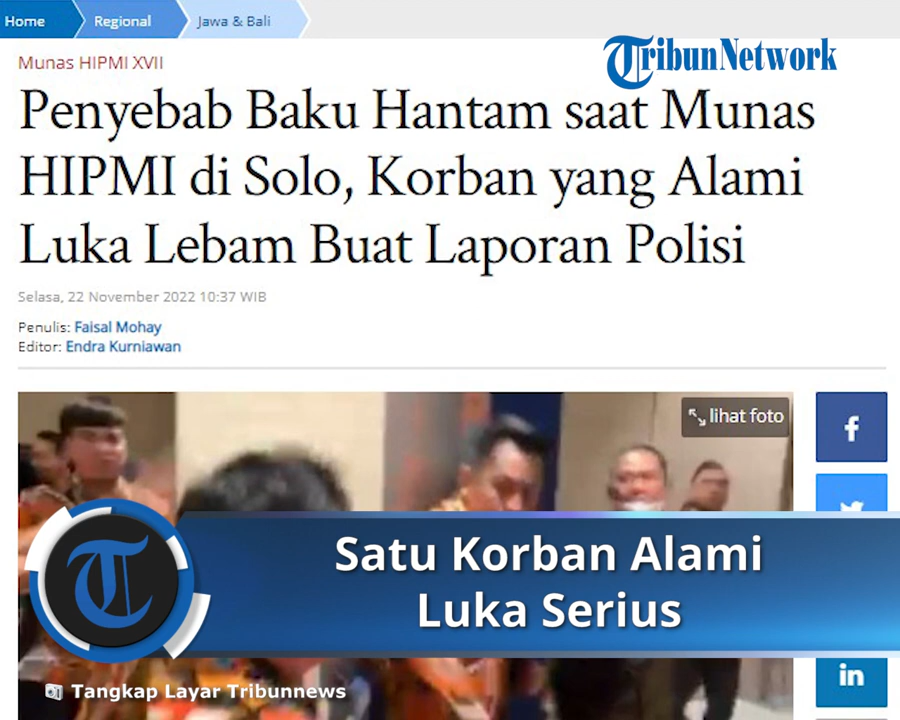 Home
Regional
Jawa & Bali
TribunNetwork
Munas HIPMI XVII
Penyebab Baku Hantam saat Munas
HIPMI di Solo, Korban yang Alami
Luka Lebam Buat Laporan Polisi
Selasa, 22 November 2022 10:37 WIB
Penulis: Faisal Mohay
Editor: Endra Kurniawan
lihat foto
f
T
Satu Korban Alami
Luka Serius
in
Tangkap Layar Tribunnews